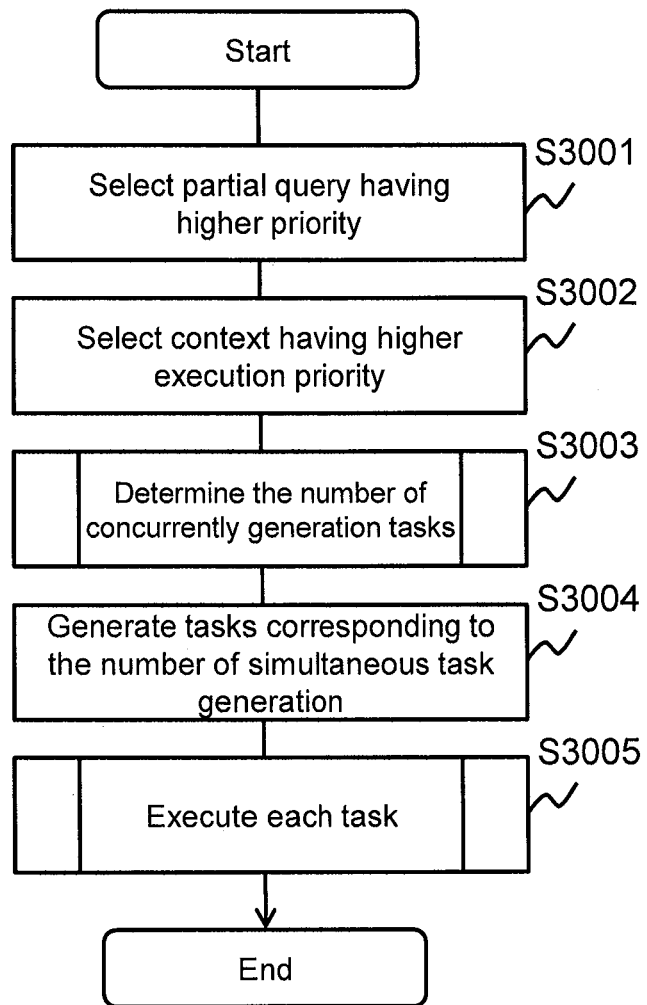 Start
S3001
Select partial query having
higher priority
S3002
Select context having higher
execution priority
S3003
Determine the number of
concurrently generation tasks
S3004
Generate tasks corresponding to
the number of simultaneous task
generation
S3005
Execute each task
End